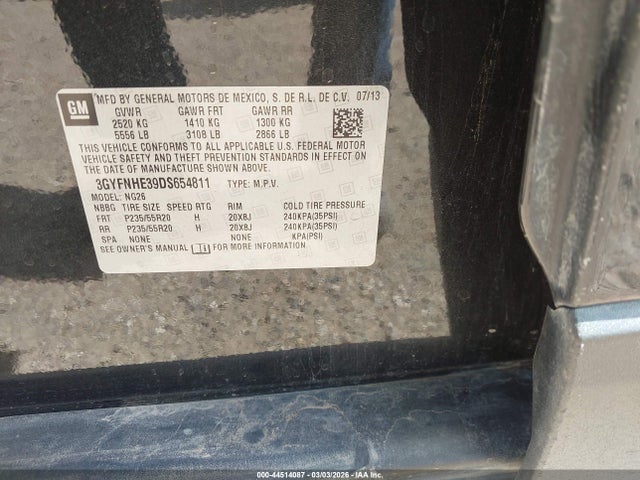 GM
MFD BY GENERAL MOTORS DE MEXICO, S. DE R.L. DE C.V. 07/13
GVWR GAWR FRT GAWR RR
2520 KG 1410 KG 1300 KG
5556 LB 3108 LB 2866 LB
THIS VEHICLE CONFORMS TO ALL APPLICABLE U.S. FEDERAL MOTOR
VEHICLE SAFETY AND THEFT PREVENTION STANDARDS IN EFFECT ON
THE DATE OF MANUFACTURE SHOWN ABOVE.
3GYFNHE39DS654811 TYPE: M.P.V.
MODEL: NG26
NBBG TIRE SIZE SPEED RTG RIM COLD TIRE PRESSURE
FRT P235/55R20 H 20X8J 240KPA(35PSI)
RR P235/55R20 H 20X8J 240KPA(35PSI)
SPA NONE NONE KPA(PSI)
SEE OWNER'S MANUAL i FOR MORE INFORMATION.
000-44514087 - 03/03/2026 - IAA Inc.